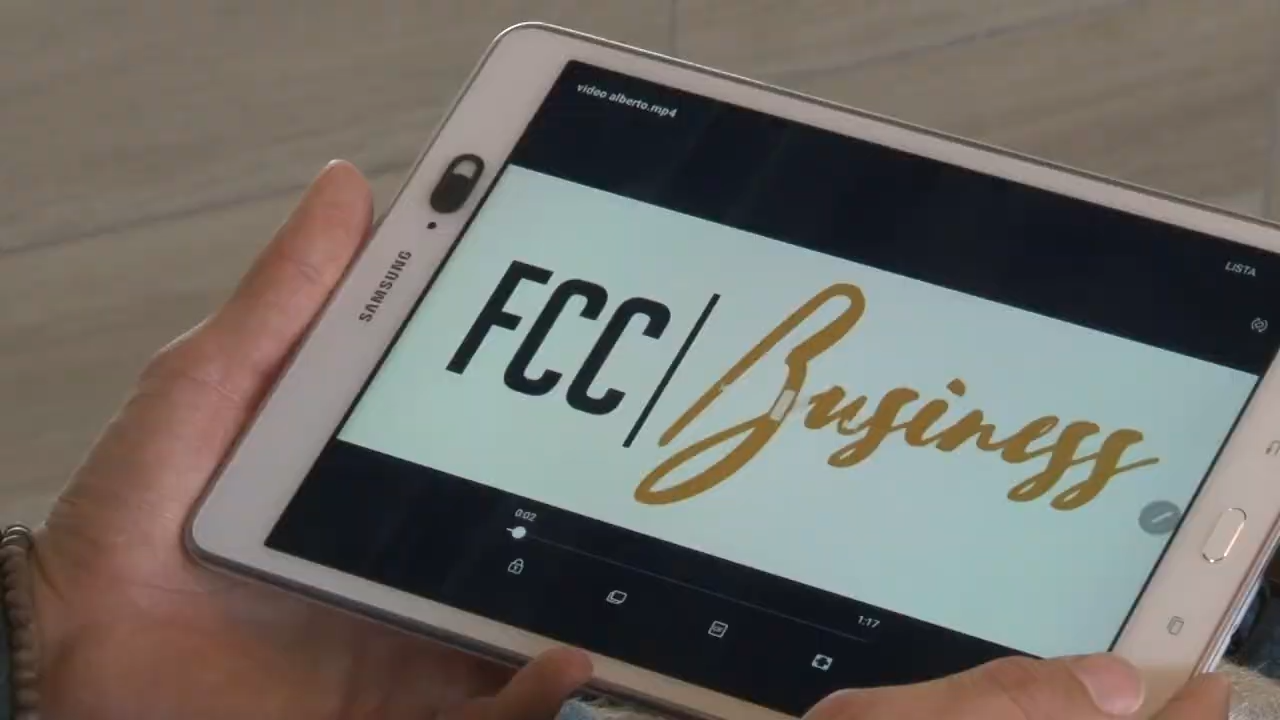 video alberto.mp4
LISTA
SAMSUNG
FCC | Business
0:02
1:17